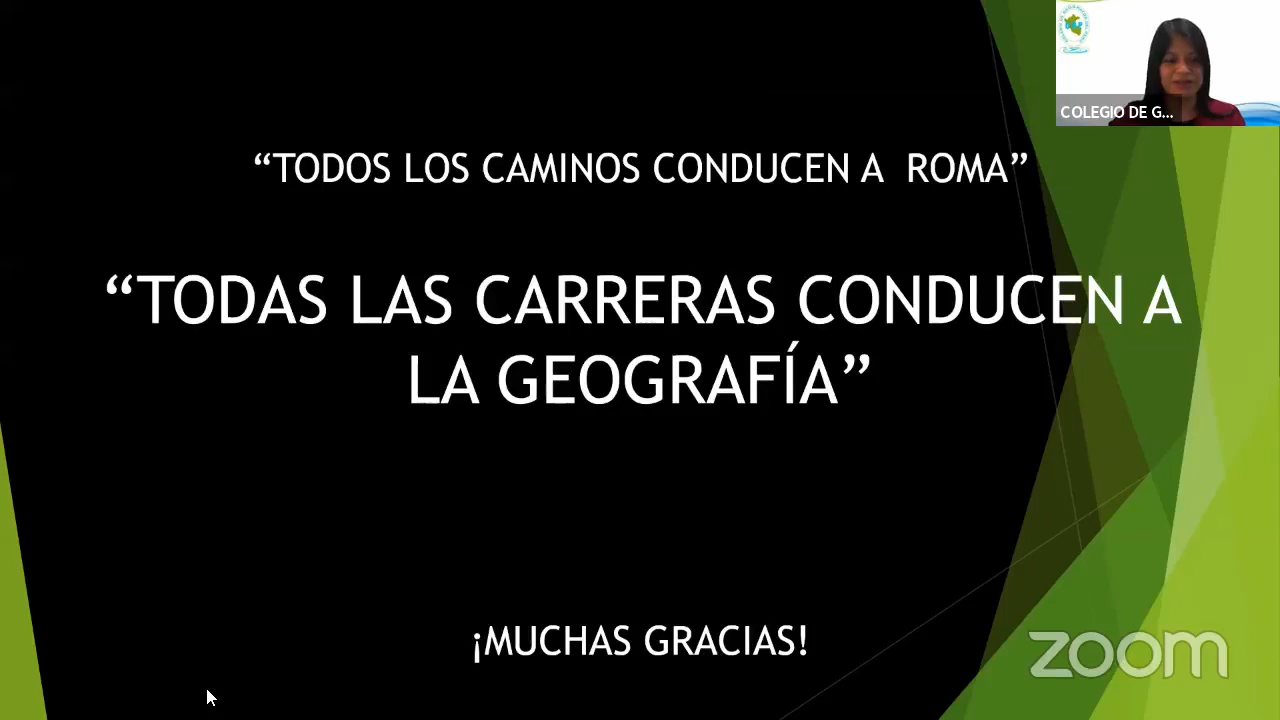 COLEGIO DE G...
“TODOS LOS CAMINOS CONDUCEN A  ROMA”
“TODAS LAS CARRERAS CONDUCEN A
LA GEOGRAFÍA”
¡MUCHAS GRACIAS!
zoom